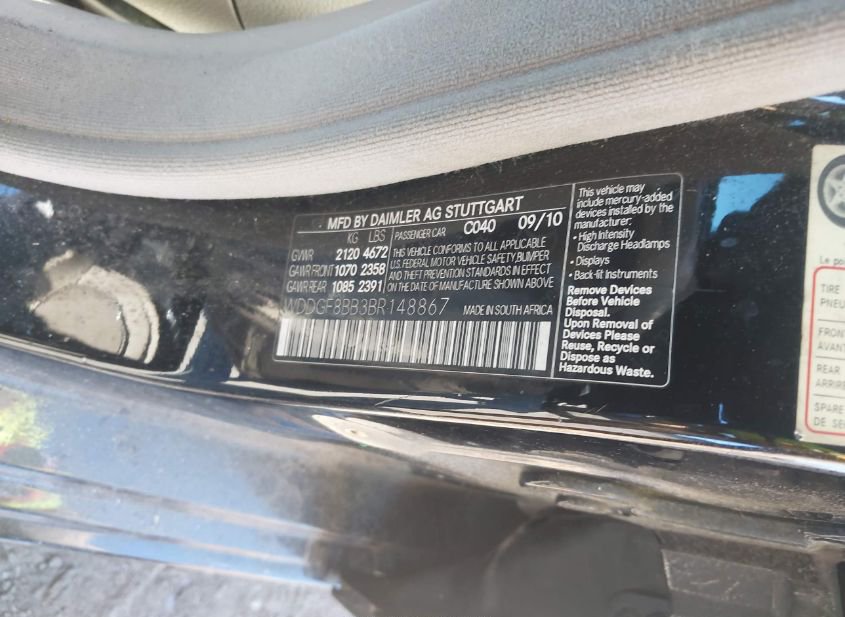 MFD BY DAIMLER AG STUTTGART
KG LBS
GVWR 2120 4672
GAWR FRONT 1070 2358
GAWR REAR 1085 2391
PASSENGER CAR C040 09/10
THIS VEHICLE CONFORMS TO ALL APPLICABLE
U.S. FEDERAL MOTOR VEHICLE SAFETY, BUMPER
AND THEFT PREVENTION STANDARDS IN EFFECT
ON THE DATE OF MANUFACTURE SHOWN ABOVE
WDDGF8BB3BR148867 MADE IN SOUTH AFRICA
This vehicle may
include mercury-added
devices installed by the
manufacturer:
• High Intensity
Discharge Headlamps
• Displays
• Back-fit Instruments
Remove Devices
Before Vehicle
Disposal.
Upon Removal of
Devices Please
Reuse, Recycle or
Dispose as
Hazardous Waste.
TIRE
PNEU
FRONT
AVANT
REAR
SPARE